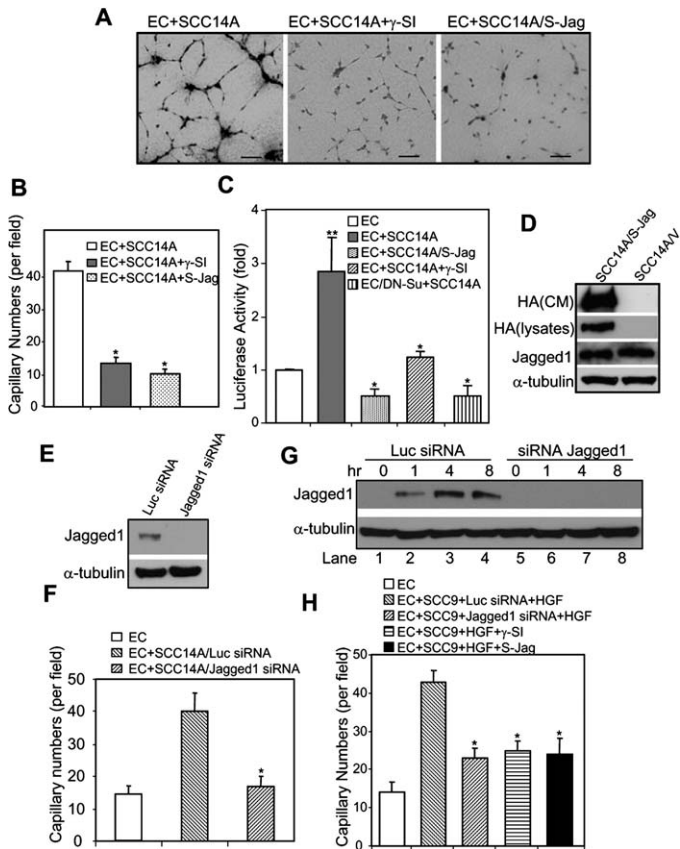 A
EC+SCC14A
EC+SCC14A+γ-SI
EC+SCC14A/S-Jag
B
EC+SCC14A
EC+SCC14A+γ-SI
EC+SCC14A+S-Jag
Capillary Numbers (per field)
40
30
20
10
*
*
C
EC
EC+SCC14A
EC+SCC14A/S-Jag
EC+SCC14A+γ-SI
EC/DN-Su+SCC14A
Luciferase Activity (fold)
4
3
2
1
0
**
*
*
*
D
SCC14A/S-Jag
SCC14A/V
HA(CM)
HA(lysates)
Jagged1
α-tubulin
E
Luc siRNA
Jagged1 siRNA
Jagged1
α-tubulin
G
Luc siRNA
siRNA Jagged1
hr 0 1 4 8 0 1 4 8
Jagged1
α-tubulin
Lane 1 2 3 4 5 6 7 8
F
EC
EC+SCC14A/Luc siRNA
EC+SCC14A/Jagged1 siRNA
Capillary numbers (per field)
50
40
30
20
10
0
*
H
EC
EC+SCC9+Luc siRNA+HGF
EC+SCC9+Jagged1 siRNA+HGF
EC+SCC9+HGF+γ-SI
EC+SCC9+HGF+S-Jag
Capillary Numbers (per field)
40
30
20
10
0
*
*
*